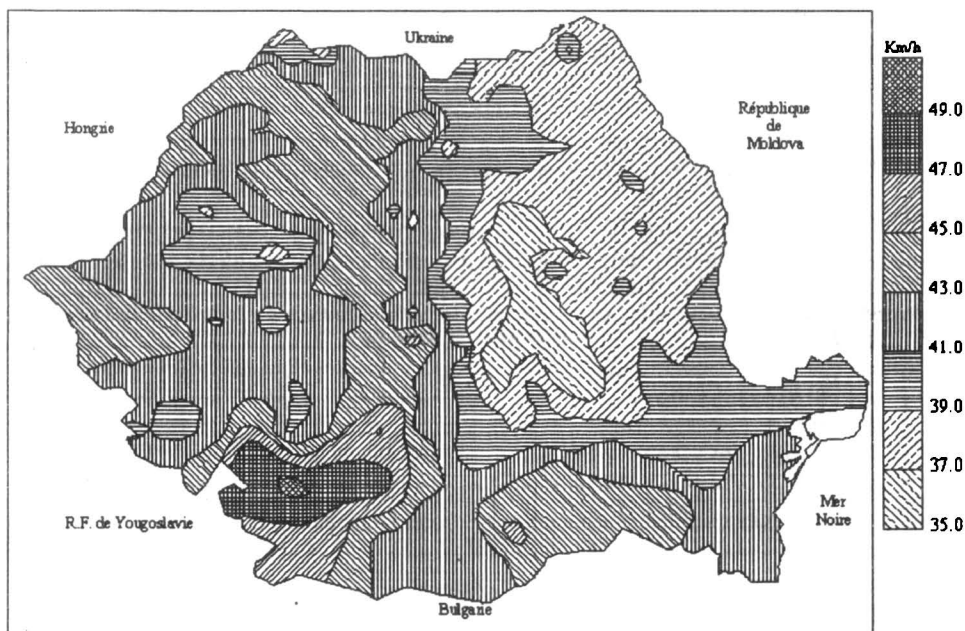 Ukraine
Km/h
Hongrie
République
de
Moldova
49.0
47.0
45.0
43.0
41.0
39.0
37.0
35.0
R.F. de Yougoslavie
Mer
Noire
Bulgarie